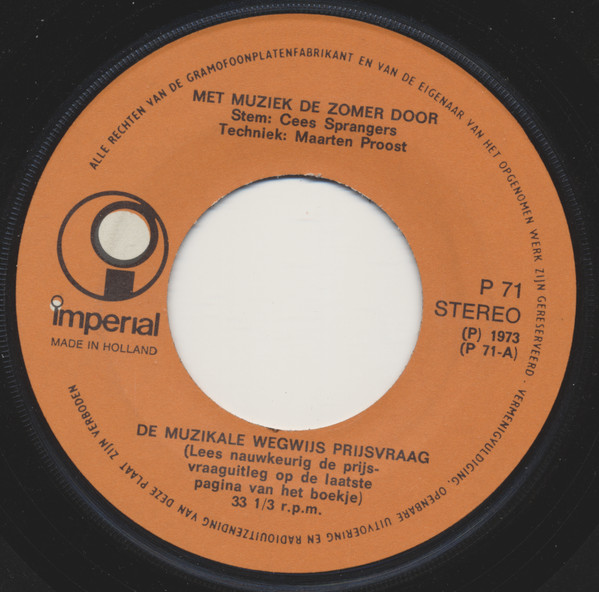 ALLE RECHTEN VAN DE GRAMOFOONPLATENFABRIKANT EN VAN DE EIGENAAR VAN HET OPGENOMEN WERK ZIJN GERESERVEERD. VERMENIGVULDIGING, OPENBARE UITVOERING EN RADIOUITZENDING VAN DEZE PLAAT ZIJN VERBODEN
MET MUZIEK DE ZOMER DOOR
Stem: Cees Sprangers
Techniek: Maarten Proost
imperial
MADE IN HOLLAND
P 71
STEREO
(P) 1973
(P 71-A)
DE MUZIKALE WEGWIJS PRIJSVRAAG
(Lees nauwkeurig de prijs-
vraaguitleg op de laatste
pagina van het boekje)
33 1/3 r.p.m.